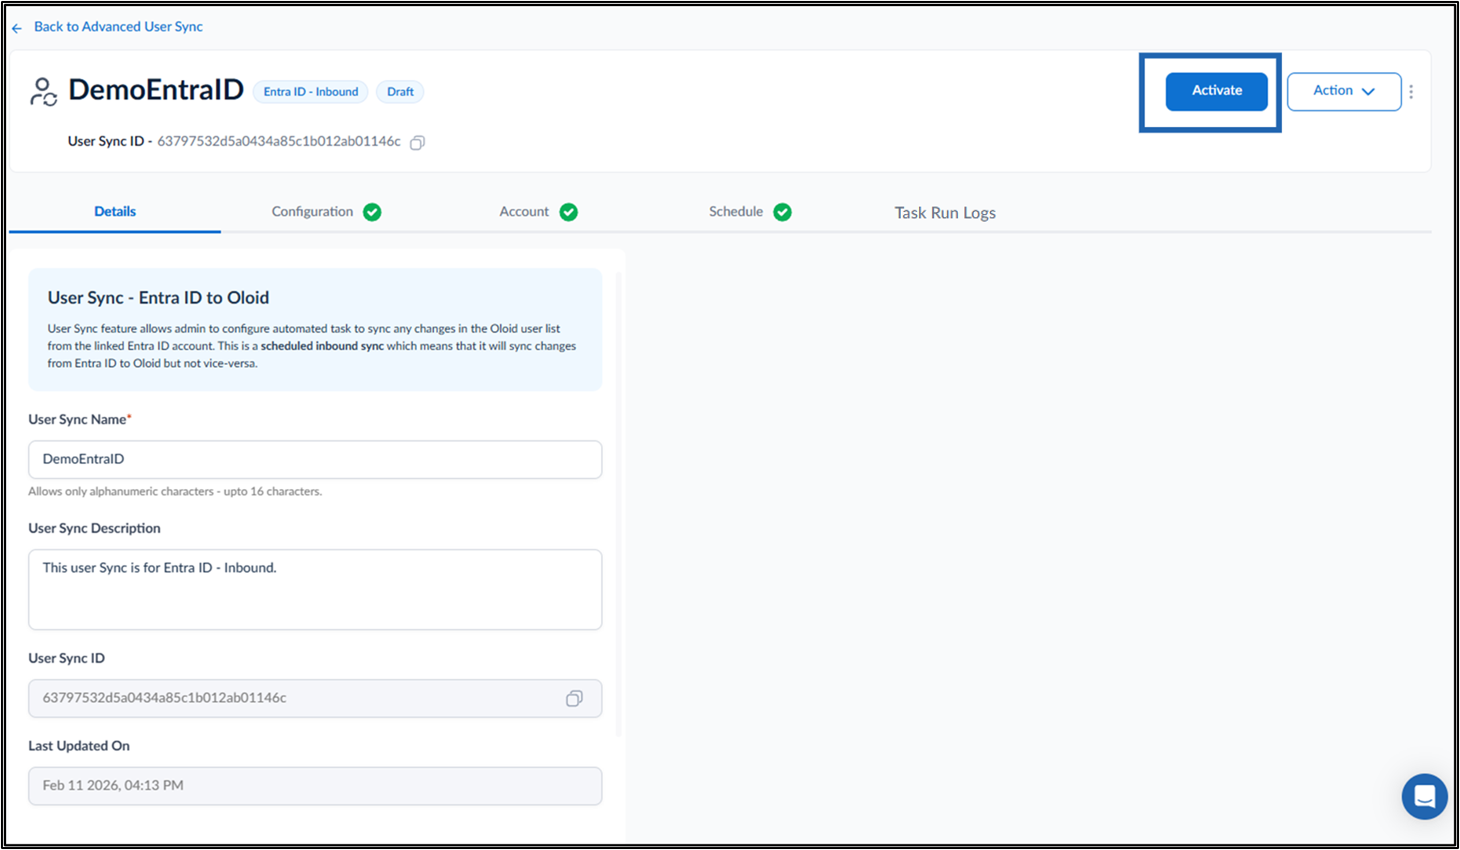 Back to Advanced User Sync
DemoEntraID
Entra ID - Inbound
Draft
Activate
Action
User Sync ID - 63797532d5a0434a85c1b012ab01146c
Details
Configuration
Account
Schedule
Task Run Logs
User Sync - Entra ID to Oloid
User Sync feature allows admin to configure automated task to sync any changes in the Oloid user list
from the linked Entra ID account. This is a scheduled inbound sync which means that it will sync changes
from Entra ID to Oloid but not vice-versa.
User Sync Name*
DemoEntraID
Allows only alphanumeric characters - upto 16 characters.
User Sync Description
This user Sync is for Entra ID - Inbound.
User Sync ID
63797532d5a0434a85c1b012ab01146c
Last Updated On
Feb 11 2026, 04:13 PM